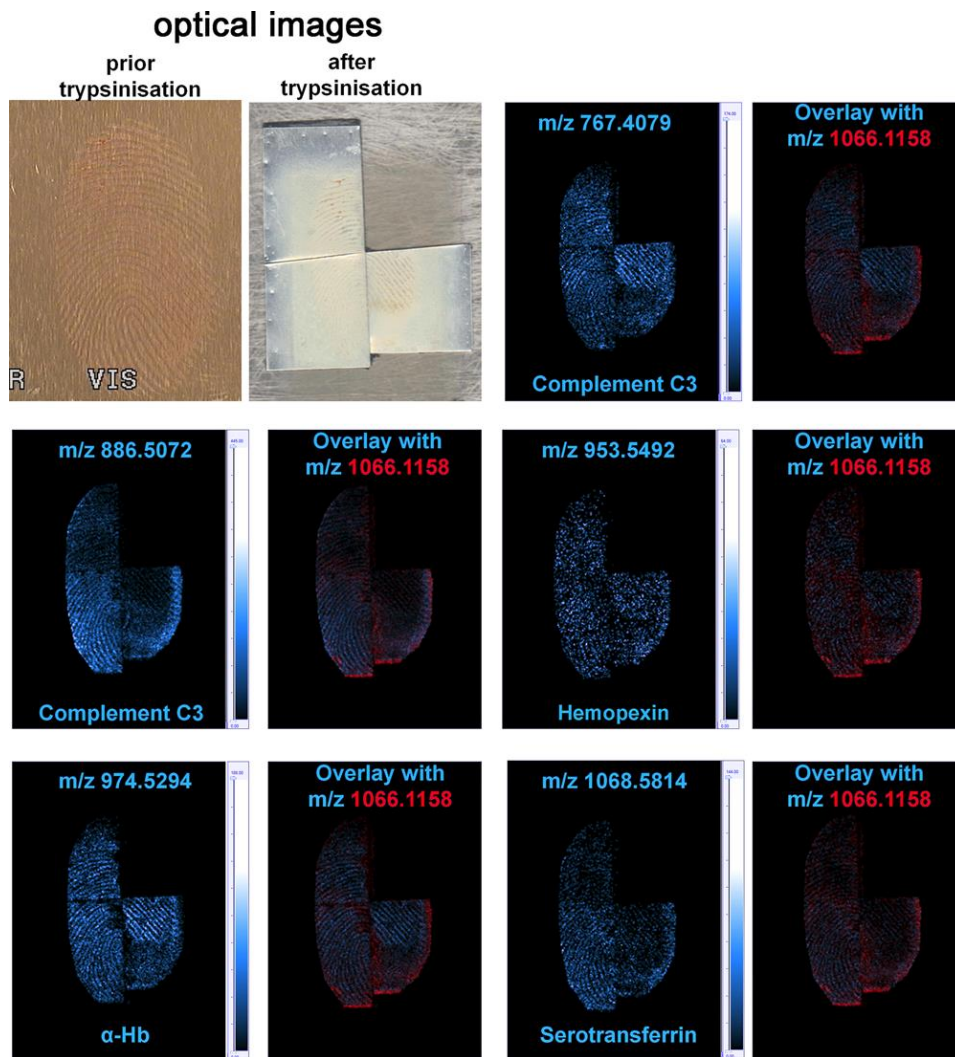 optical images
prior
trypsinisation
after
trypsinisation
R VIS
m/z 767.4079
Complement C3
Overlay with
m/z 1066.1158
m/z 886.5072
Complement C3
Overlay with
m/z 1066.1158
m/z 953.5492
Hemopexin
Overlay with
m/z 1066.1158
m/z 974.5294
α-Hb
Overlay with
m/z 1066.1158
m/z 1068.5814
Serotransferrin
Overlay with
m/z 1066.1158